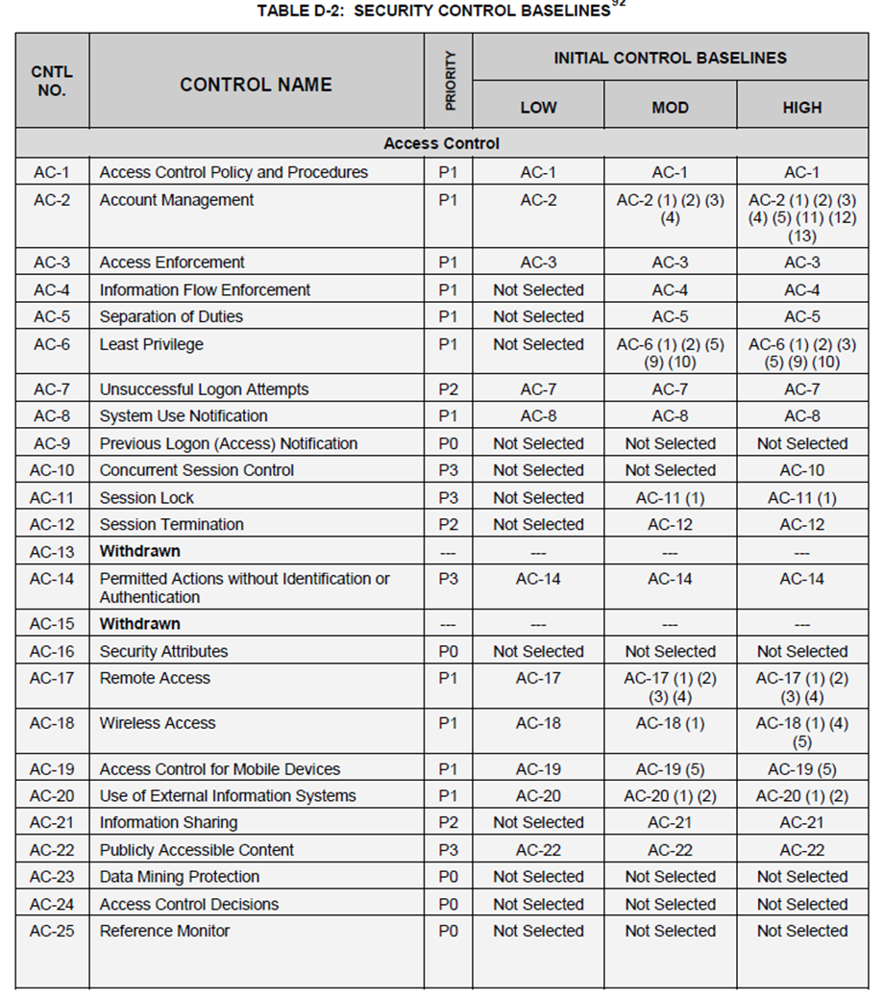 TABLE D-2: SECURITY CONTROL BASELINES92
CNTL NO. CONTROL NAME PRIORITY INITIAL CONTROL BASELINES
LOW MOD HIGH
Access Control
AC-1 Access Control Policy and Procedures P1 AC-1 AC-1 AC-1
AC-2 Account Management P1 AC-2 AC-2 (1) (2) (3) AC-2 (1) (2) (3)
(4) (4) (5) (11) (12)
(13)
AC-3 Access Enforcement P1 AC-3 AC-3 AC-3
AC-4 Information Flow Enforcement P1 Not Selected AC-4 AC-4
AC-5 Separation of Duties P1 Not Selected AC-5 AC-5
AC-6 Least Privilege P1 Not Selected AC-6 (1) (2) (5) AC-6 (1) (2) (3)
(9) (10) (5) (9) (10)
AC-7 Unsuccessful Logon Attempts P2 AC-7 AC-7 AC-7
AC-8 System Use Notification P1 AC-8 AC-8 AC-8
AC-9 Previous Logon (Access) Notification P0 Not Selected Not Selected Not Selected
AC-10 Concurrent Session Control P3 Not Selected Not Selected AC-10
AC-11 Session Lock P3 Not Selected AC-11 (1) AC-11 (1)
AC-12 Session Termination P2 Not Selected AC-12 AC-12
AC-13 Withdrawn --- --- --- ---
AC-14 Permitted Actions without Identification or P3 AC-14 AC-14 AC-14
Authentication
AC-15 Withdrawn --- --- --- ---
AC-16 Security Attributes P0 Not Selected Not Selected Not Selected
AC-17 Remote Access P1 AC-17 AC-17 (1) (2) AC-17 (1) (2)
(3) (4) (3) (4)
AC-18 Wireless Access P1 AC-18 AC-18 (1) AC-18 (1) (4)
(5)
AC-19 Access Control for Mobile Devices P1 AC-19 AC-19 (5) AC-19 (5)
AC-20 Use of External Information Systems P1 AC-20 AC-20 (1) (2) AC-20 (1) (2)
AC-21 Information Sharing P2 Not Selected AC-21 AC-21
AC-22 Publicly Accessible Content P3 AC-22 AC-22 AC-22
AC-23 Data Mining Protection P0 Not Selected Not Selected Not Selected
AC-24 Access Control Decisions P0 Not Selected Not Selected Not Selected
AC-25 Reference Monitor P0 Not Selected Not Selected Not Selected